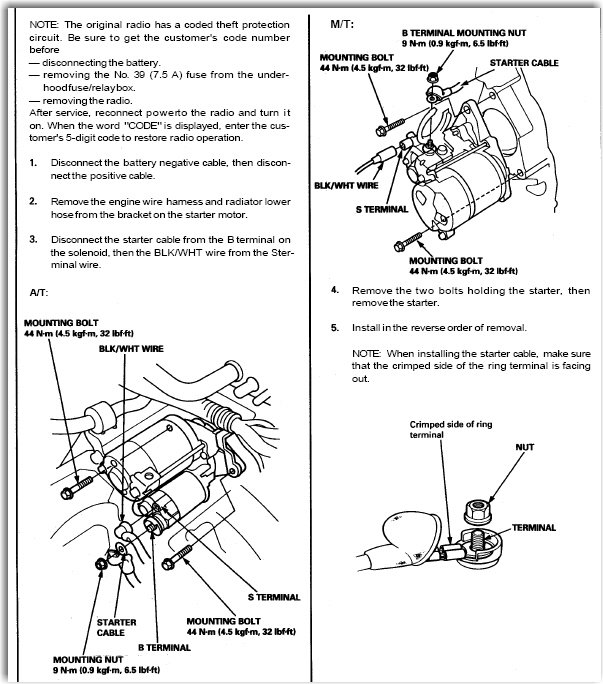 NOTE: The original radio has a coded theft protection
circuit. Be sure to get the customer's code number
before
— disconnecting the battery.
— removing the No. 39 (7.5 A) fuse from the under-
hoodfuse/relaybox.
— removing the radio.
After service, reconnect powerto the radio and turn it
on. When the word "CODE" is displayed, enter the cus-
tomer's 5-digit code to restore radio operation.
1. Disconnect the battery negative cable, then discon-
nect the positive cable.
2. Remove the engine wire harness and radiator lower
hose from the bracket on the starter motor.
3. Disconnect the starter cable from the B terminal on
the solenoid, then the BLK/WHT wire from the Ster-
minal wire.
A/T:
MOUNTING BOLT
44 N·m (4.5 kgf·m, 32 lbf·ft)
BLK/WHT WIRE
S TERMINAL
STARTER
CABLE
MOUNTING BOLT
44 N·m (4.5 kgf·m, 32 lbf·ft)
B TERMINAL
MOUNTING NUT
9 N·m (0.9 kgf·m, 6.5 lbf·ft)
M/T:
B TERMINAL MOUNTING NUT
9 N·m (0.9 kgf·m, 6.5 lbf·ft)
MOUNTING BOLT
44 N·m (4.5 kgf·m, 32 lbf·ft)
STARTER CABLE
BLK/WHT WIRE
S TERMINAL
MOUNTING BOLT
44 N·m (4.5 kgf·m, 32 lbf·ft)
4. Remove the two bolts holding the starter, then
remove the starter.
5. Install in the reverse order of removal.
NOTE: When installing the starter cable, make sure
that the crimped side of the ring terminal is facing
out.
Crimped side of ring
terminal
NUT
TERMINAL